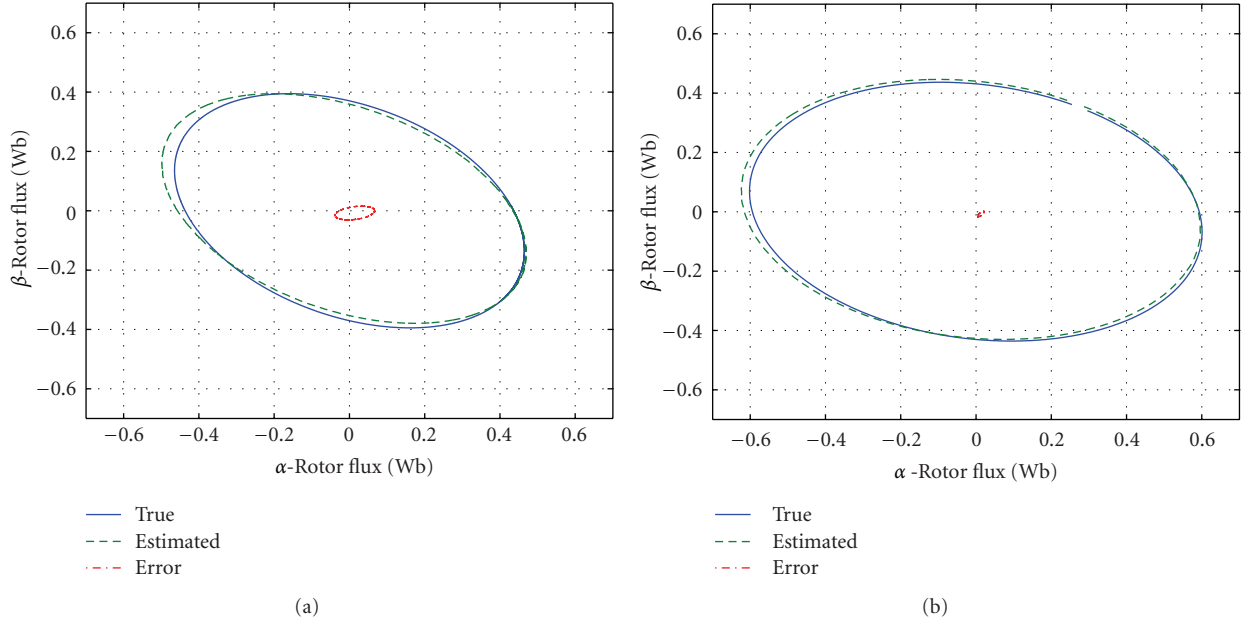 0.6
0.4
0.2
0
−0.2
−0.4
−0.6
β-Rotor flux (Wb)
−0.6 −0.4 −0.2 0 0.2 0.4 0.6
α-Rotor flux (Wb)
True
Estimated
Error
(a)
0.6
0.4
0.2
0
−0.2
−0.4
−0.6
β-Rotor flux (Wb)
−0.6 −0.4 −0.2 0 0.2 0.4 0.6
α -Rotor flux (Wb)
True
Estimated
Error
(b)